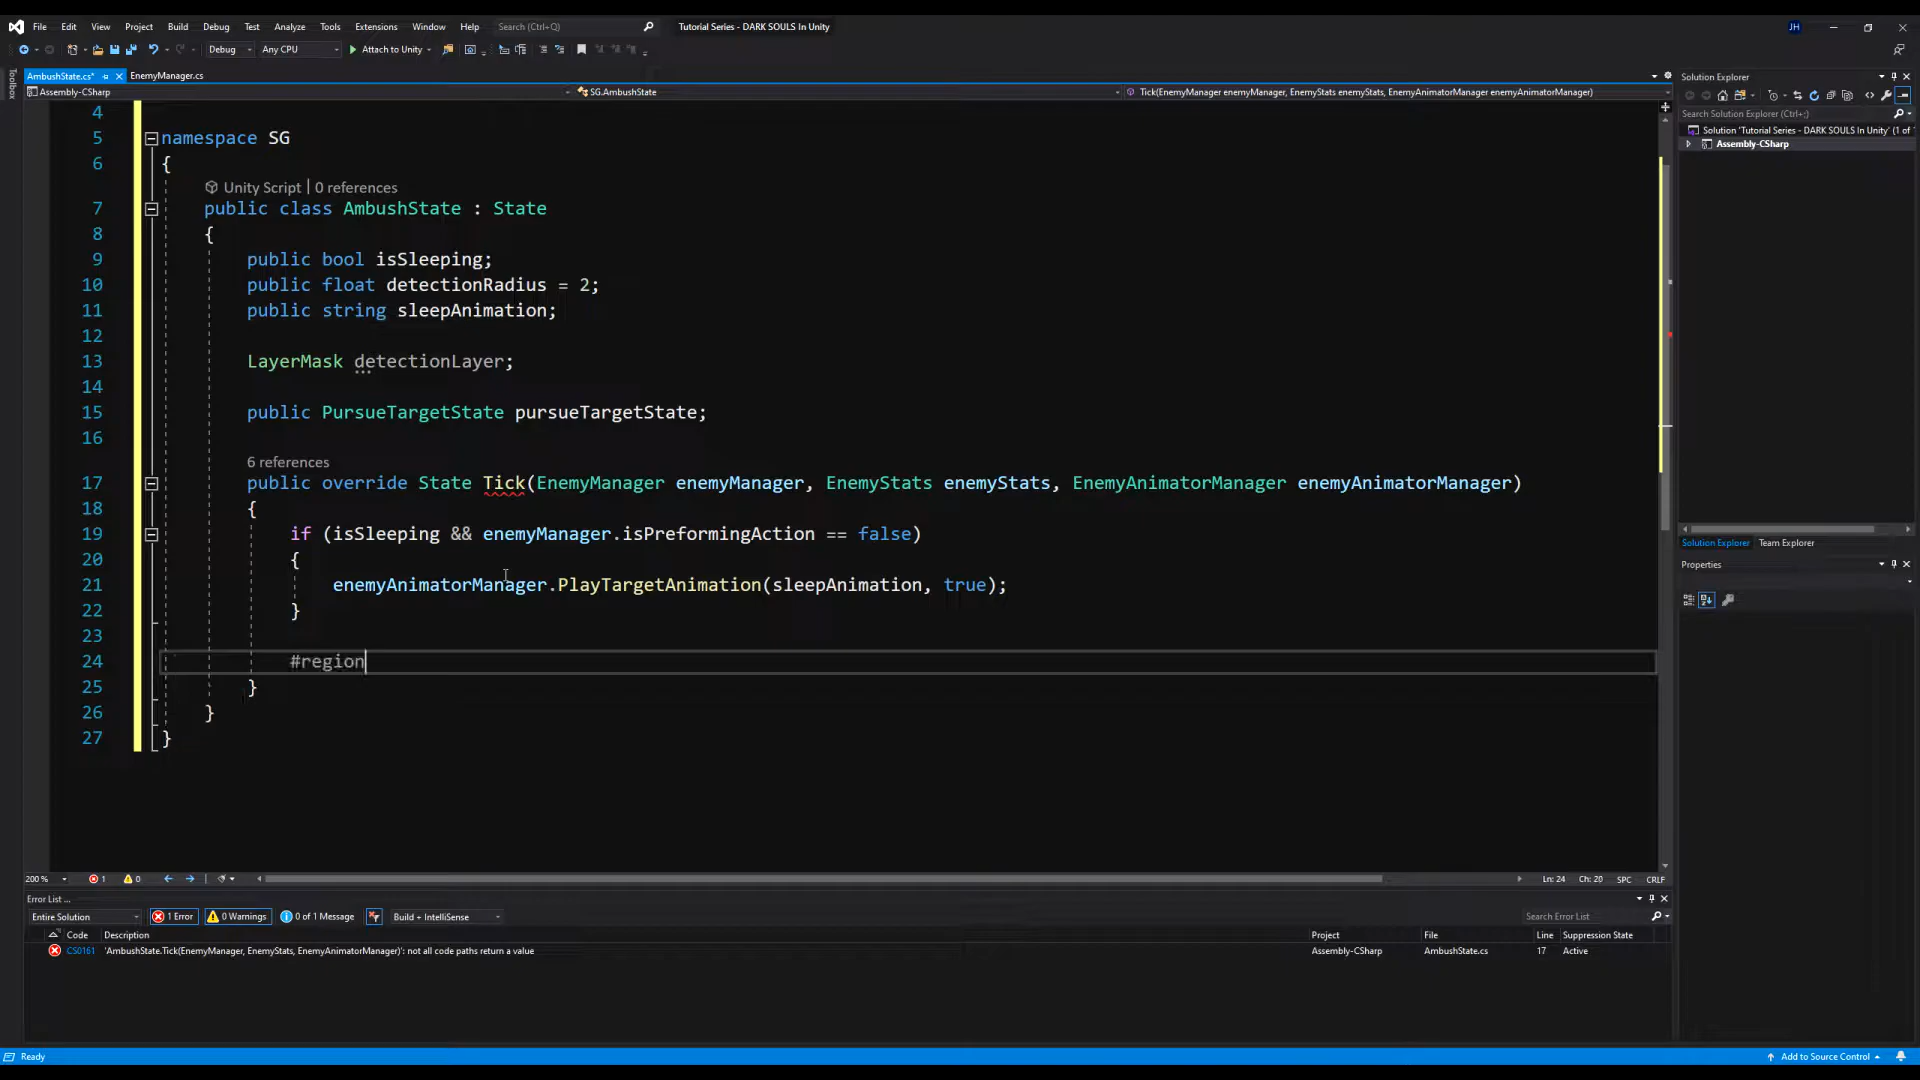 File Edit View Project Build Debug Test Analyze Tools Extensions Window Help Search (Ctrl+Q) Tutorial Series - DARK SOULS In Unity JH
Debug Any CPU Attach to Unity
Toolbox
AmbushState.cs* EnemyManager.cs
Assembly-CSharp SG.AmbushState Tick(EnemyManager enemyManager, EnemyStats enemyStats, EnemyAnimatorManager enemyAnimatorManager)
4
5 namespace SG
6 {
Unity Script | 0 references
7 public class AmbushState : State
8 {
9 public bool isSleeping;
10 public float detectionRadius = 2;
11 public string sleepAnimation;
12
13 LayerMask detectionLayer;
14
15 public PursueTargetState pursueTargetState;
16
6 references
17 public override State Tick(EnemyManager enemyManager, EnemyStats enemyStats, EnemyAnimatorManager enemyAnimatorManager)
18 {
19 if (isSleeping && enemyManager.isPreformingAction == false)
20 {
21 enemyAnimatorManager.PlayTargetAnimation(sleepAnimation, true);
22 }
23
24 #region
25 }
26 }
27 }
200 % 1 0 Ln: 24 Ch: 20 SPC CRLF
Error List ...
Entire Solution 1 Error 0 Warnings 0 of 1 Message Build + IntelliSense Search Error List
Code Description Project File Line Suppression State
CS0161 'AmbushState.Tick(EnemyManager, EnemyStats, EnemyAnimatorManager)': not all code paths return a value Assembly-CSharp AmbushState.cs 17 Active
Ready Add to Source Control
Solution Explorer
Search Solution Explorer (Ctrl+;)
Solution 'Tutorial Series - DARK SOULS In Unity' (1 of
Assembly-CSharp
Solution Explorer Team Explorer
Properties